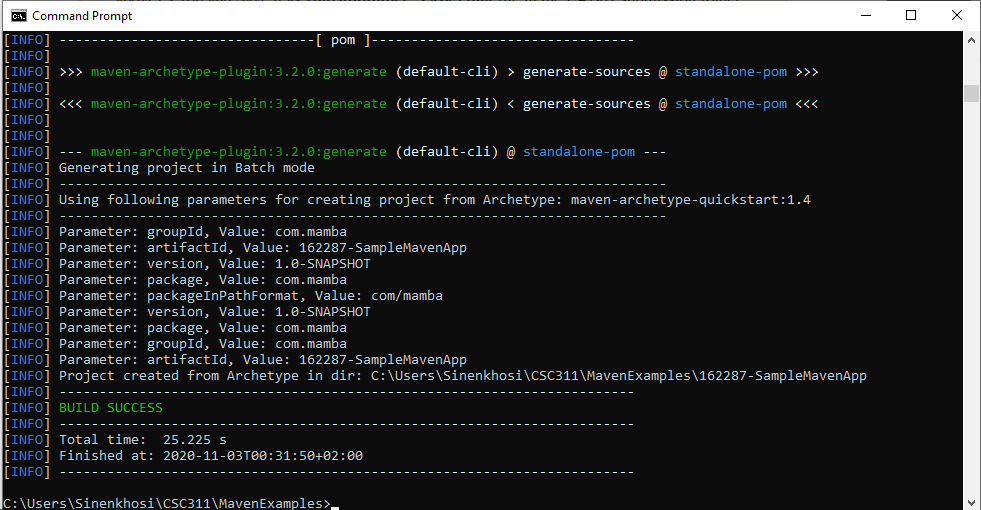 Command Prompt
[INFO] --------------------------------[ pom ]---------------------------------
[INFO]
[INFO] >>> maven-archetype-plugin:3.2.0:generate (default-cli) > generate-sources @ standalone-pom >>>
[INFO]
[INFO] <<< maven-archetype-plugin:3.2.0:generate (default-cli) < generate-sources @ standalone-pom <<<
[INFO]
[INFO]
[INFO] --- maven-archetype-plugin:3.2.0:generate (default-cli) @ standalone-pom ---
[INFO] Generating project in Batch mode
[INFO] ----------------------------------------------------------------------------
[INFO] Using following parameters for creating project from Archetype: maven-archetype-quickstart:1.4
[INFO] ----------------------------------------------------------------------------
[INFO] Parameter: groupId, Value: com.mamba
[INFO] Parameter: artifactId, Value: 162287-SampleMavenApp
[INFO] Parameter: version, Value: 1.0-SNAPSHOT
[INFO] Parameter: package, Value: com.mamba
[INFO] Parameter: packageInPathFormat, Value: com/mamba
[INFO] Parameter: version, Value: 1.0-SNAPSHOT
[INFO] Parameter: package, Value: com.mamba
[INFO] Parameter: groupId, Value: com.mamba
[INFO] Parameter: artifactId, Value: 162287-SampleMavenApp
[INFO] Project created from Archetype in dir: C:\Users\Sinenkhosi\CSC311\MavenExamples\162287-SampleMavenApp
[INFO] ------------------------------------------------------------------------
[INFO] BUILD SUCCESS
[INFO] ------------------------------------------------------------------------
[INFO] Total time:  25.225 s
[INFO] Finished at: 2020-11-03T00:31:50+02:00
[INFO] ------------------------------------------------------------------------
C:\Users\Sinenkhosi\CSC311\MavenExamples>